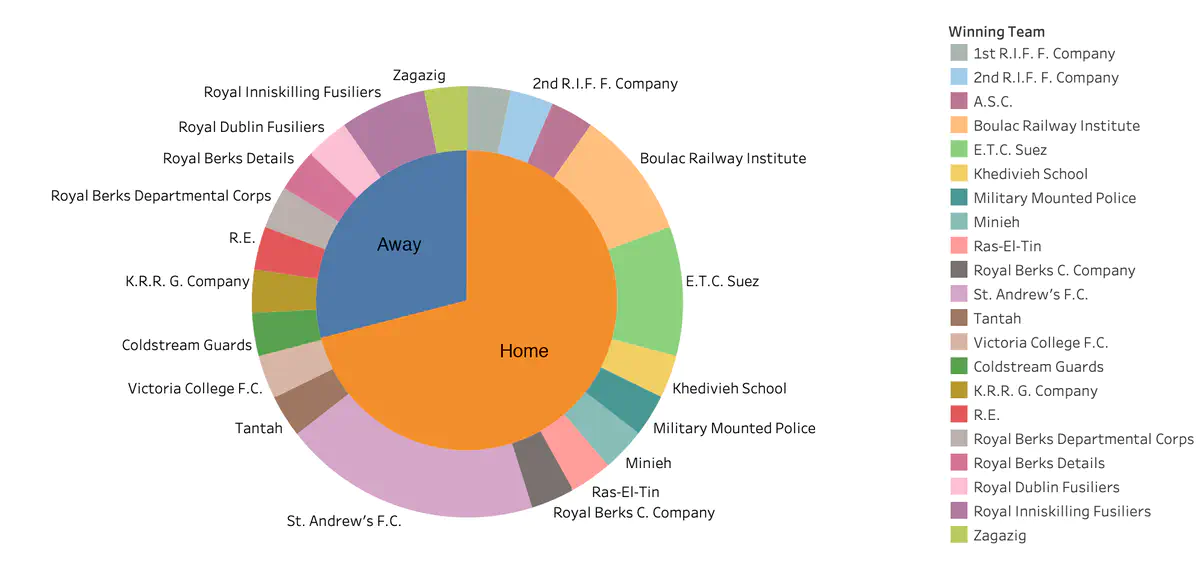 Zagazig
2nd R.I.F. F. Company
Royal Inniskilling Fusiliers
Royal Dublin Fusiliers
Royal Berks Details
Boulac Railway Institute
Royal Berks Departmental Corps
R.E.
Away
K.R.R. G. Company
E.T.C. Suez
Coldstream Guards
Home
Victoria College F.C.
Khedivieh School
Tantah
Military Mounted Police
Minieh
Ras-El-Tin
Royal Berks C. Company
St. Andrew's F.C.
Winning Team
1st R.I.F. F. Company
2nd R.I.F. F. Company
A.S.C.
Boulac Railway Institute
E.T.C. Suez
Khedivieh School
Military Mounted Police
Minieh
Ras-El-Tin
Royal Berks C. Company
St. Andrew's F.C.
Tantah
Victoria College F.C.
Coldstream Guards
K.R.R. G. Company
R.E.
Royal Berks Departmental Corps
Royal Berks Details
Royal Dublin Fusiliers
Royal Inniskilling Fusiliers
Zagazig